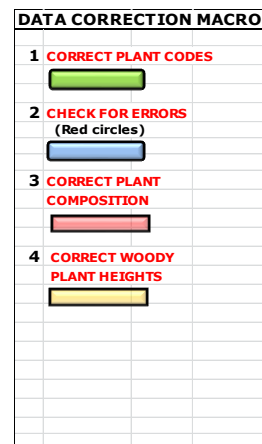 DATA CORRECTION MACRO
1 CORRECT PLANT CODES
2 CHECK FOR ERRORS
(Red circles)
3 CORRECT PLANT
COMPOSITION
4 CORRECT WOODY
PLANT HEIGHTS